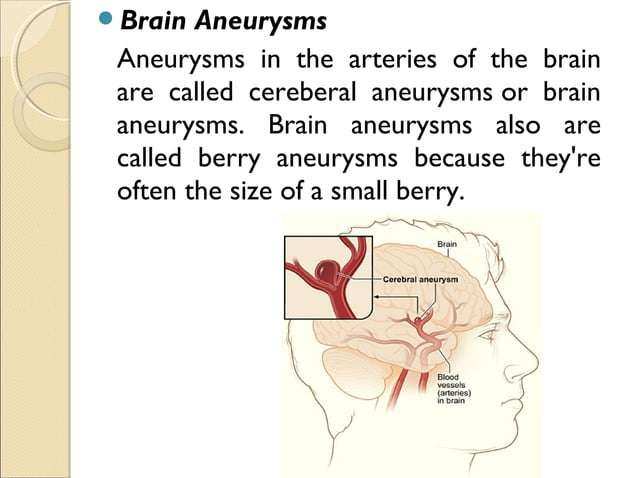 Brain Aneurysms
Aneurysms in the arteries of the brain
are called cereberal aneurysms or brain
aneurysms. Brain aneurysms also are
called berry aneurysms because they're
often the size of a small berry.
Brain
Cerebral aneurysm
Blood
vessels
(arteries)
in brain